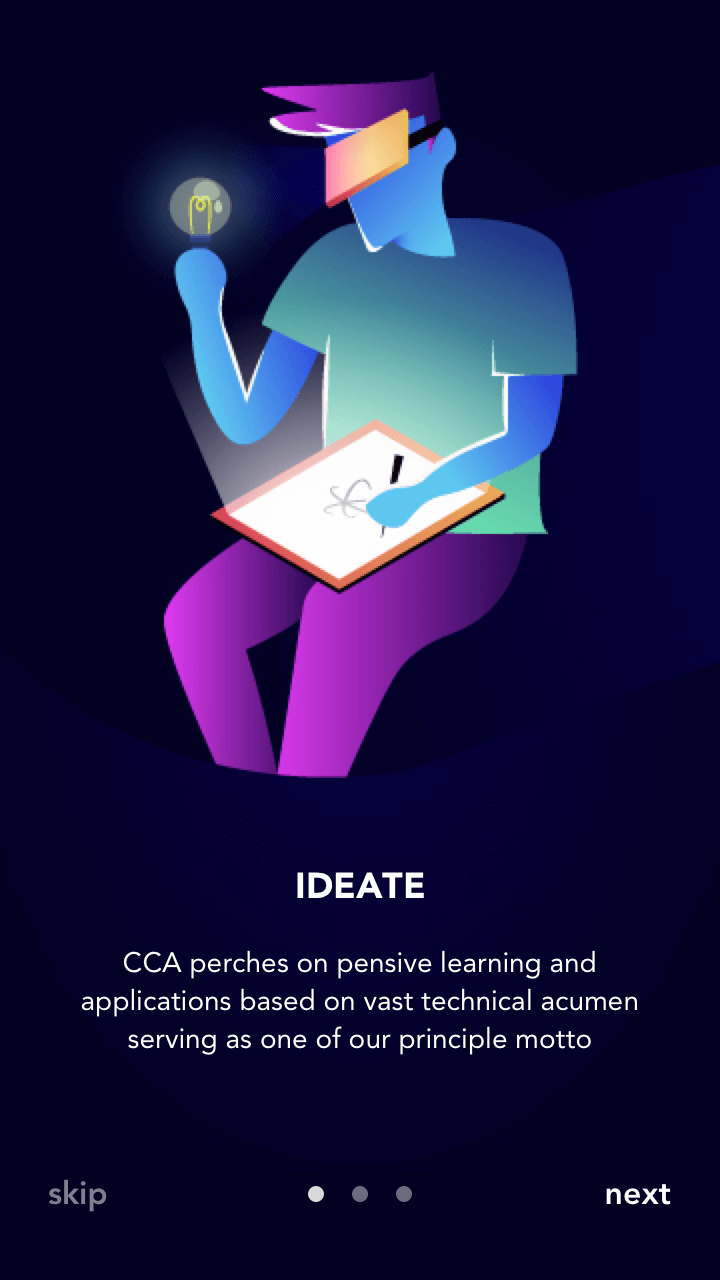 IDEATE
CCA perches on pensive learning and
applications based on vast technical acumen
serving as one of our principle motto
skip
next